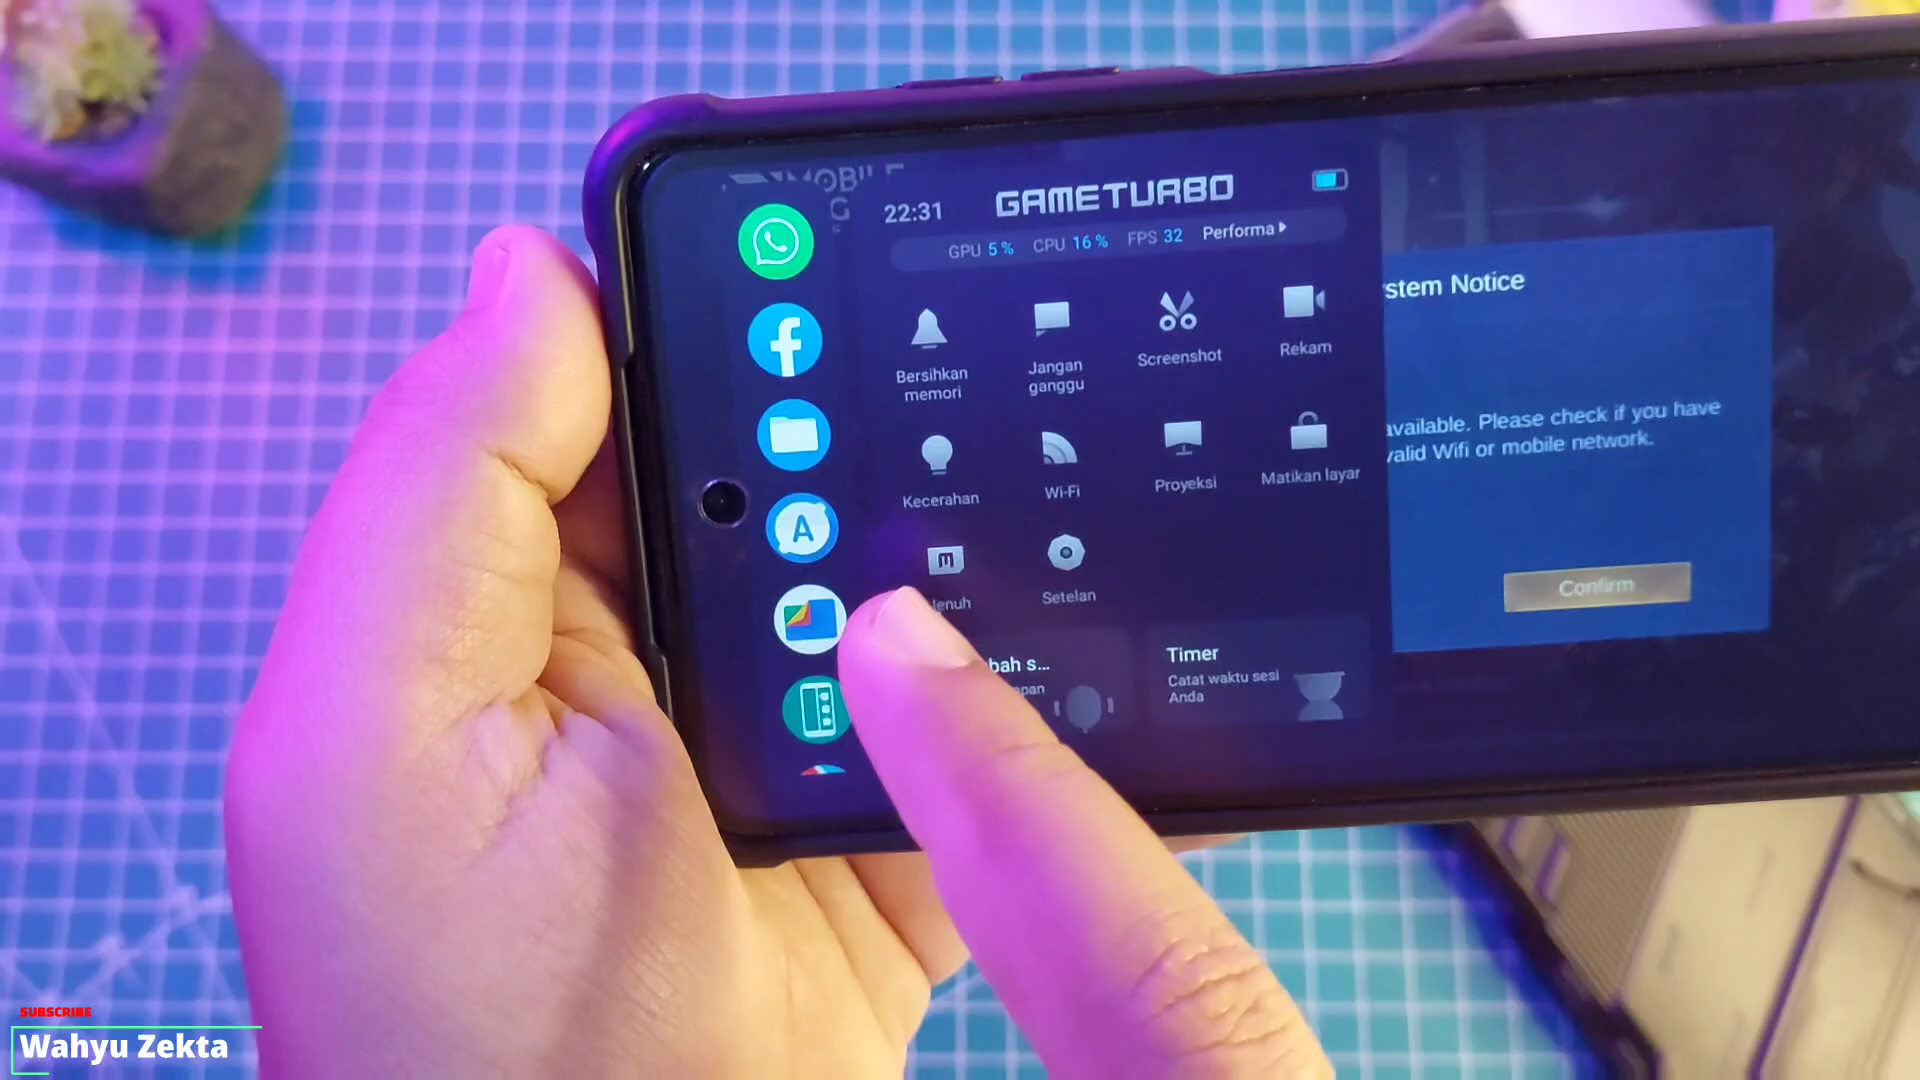 22:31
GAMETURBO
GPU 5% CPU 16% FPS 32 Performa
Bersihkan
memori
Jangan
ganggu
Screenshot
Rekam
Kecerahan
Wi-Fi
Proyeksi
Matikan layar
Setelan
bah s...
apan
Timer
Catat waktu sesi
Anda
stem Notice
available. Please check if you have
valid Wifi or mobile network.
Confirm
SUBSCRIBE
Wahyu Zekta